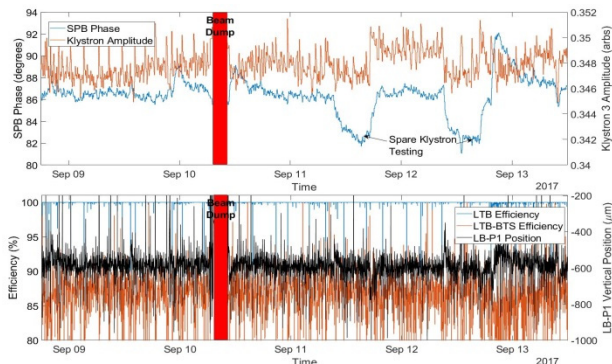 94
92
90
88
86
84
82
80
SPB Phase (degrees)
SPB Phase
Klystron Amplitude
Beam
Dump
Spare Klystron
Testing
0.352
0.35
0.348
0.346
0.344
0.342
0.34
Klystron 3 Amplitude (arbs)
Sep 09
Sep 10
Sep 11
Sep 12
Sep 13
Time
2017
100
95
90
85
80
Efficiency (%)
Beam
Dump
LTB Efficiency
LTB-BTS Efficiency
LB-P1 Position
-200
-400
-600
-800
-1000
LB-P1 Vertical Position (μm)
Sep 09
Sep 10
Sep 11
Sep 12
Sep 13
Time
2017